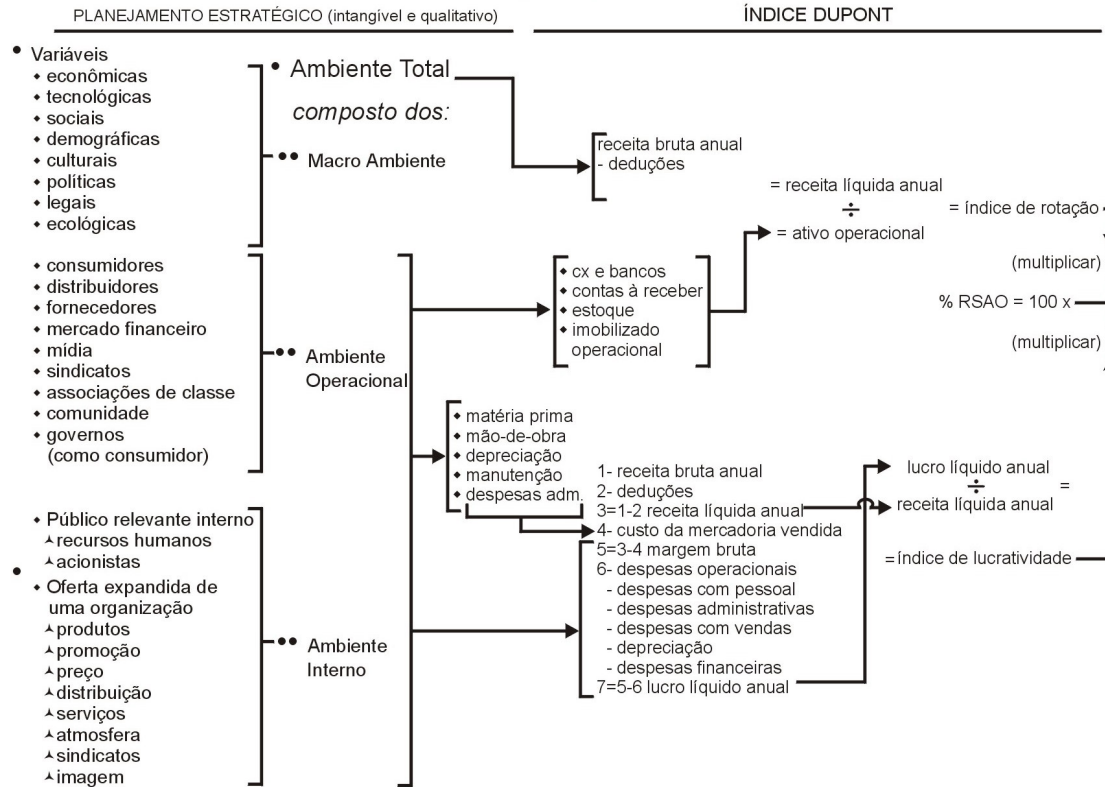 PLANEJAMENTO ESTRATÉGICO (intangível e qualitativo)
ÍNDICE DUPONT
• Variáveis
econômicas
tecnológicas
sociais
demográficas
culturais
políticas
legais
ecológicas
• Ambiente Total
composto dos:
•• Macro Ambiente
consumidores
distribuidores
fornecedores
mercado financeiro
mídia
sindicatos
associações de classe
comunidade
governos
(como consumidor)
•• Ambiente
Operacional
Público relevante interno
recursos humanos
acionistas
Oferta expandida de
uma organização
produtos
promoção
preço
distribuição
serviços
atmosfera
sindicatos
imagem
•• Ambiente
Interno
receita bruta anual
- deduções
cx e bancos
contas à receber
estoque
imobilizado
operacional
= receita líquida anual
÷
= ativo operacional
= índice de rotação
(multiplicar)
% RSAO = 100 x
(multiplicar)
matéria prima
mão-de-obra
depreciação
manutenção
despesas adm.
1- receita bruta anual
2- deduções
3=1-2 receita líquida anual
4- custo da mercadoria vendida
5=3-4 margem bruta
6- despesas operacionais
- despesas com pessoal
- despesas administrativas
- despesas com vendas
- depreciação
- despesas financeiras
7=5-6 lucro líquido anual
lucro líquido anual
÷ =
receita líquida anual
=índice de lucratividade